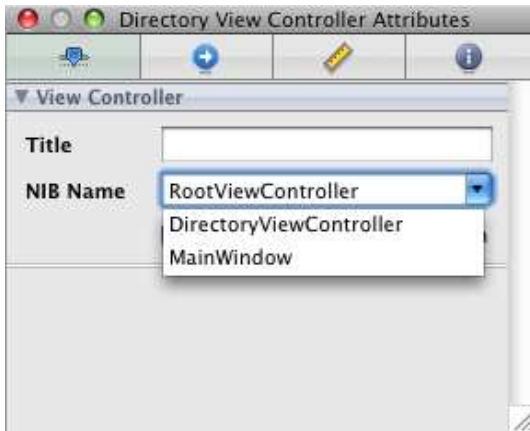 Directory View Controller Attributes
View Controller
Title
NIB Name RootViewController
DirectoryViewController
MainWindow